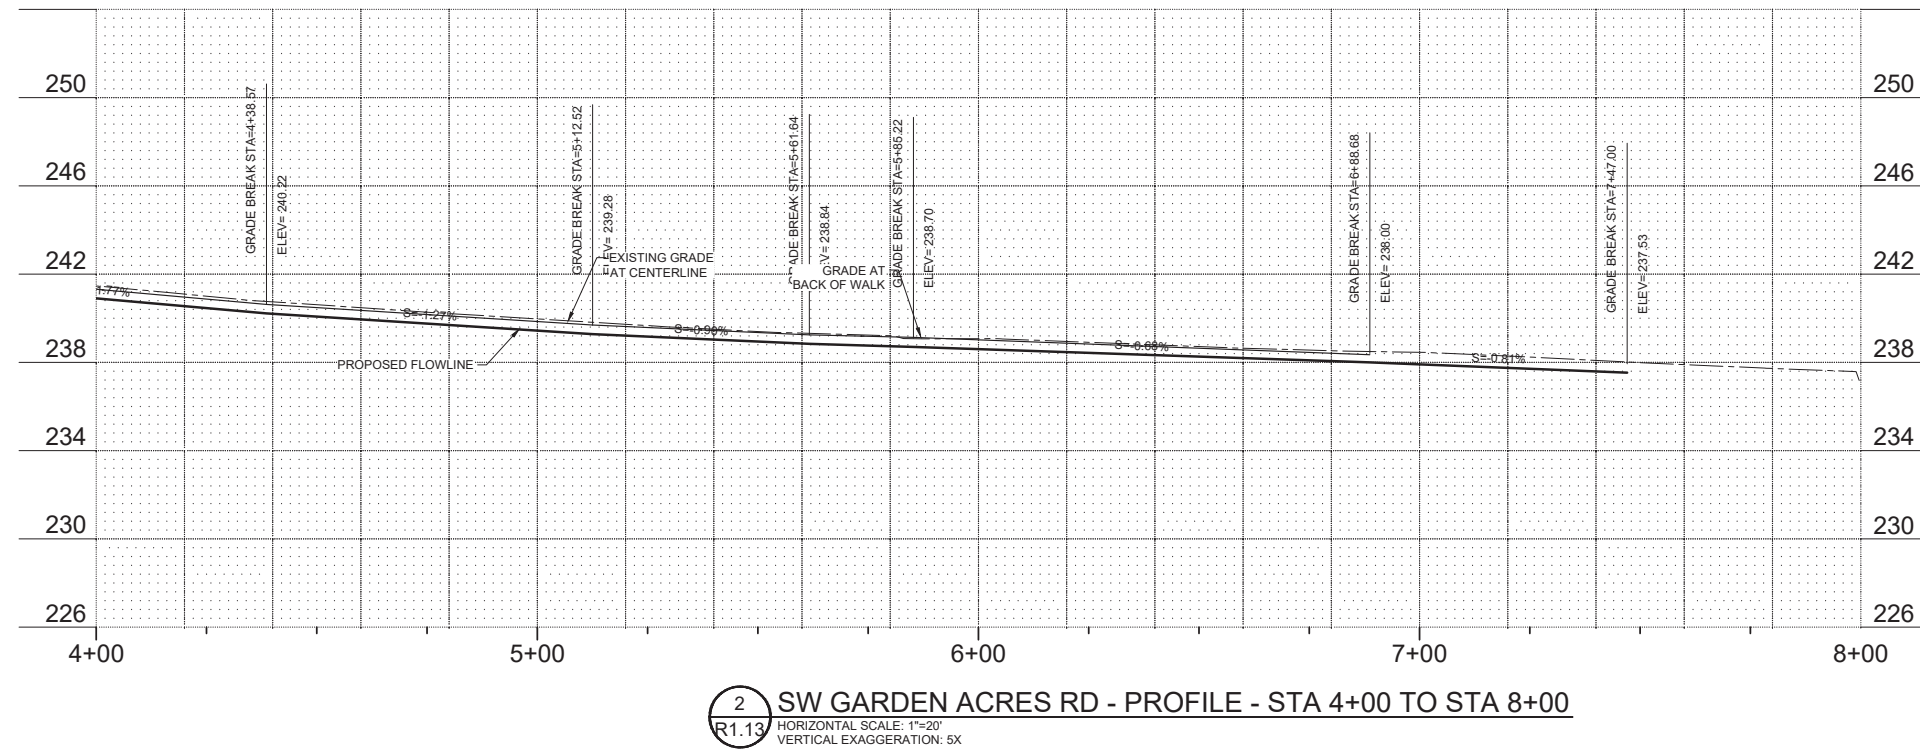 250
246
242
238
234
230
226
250
246
242
238
234
230
226
GRADE BREAK STA=4+38.57
ELEV= 240.22
GRADE BREAK STA=5+12.52
ELEV= 239.28
GRADE BREAK STA=5+61.64
V= 238.84
GRADE BREAK STA=5+85.22
ELEV= 238.70
GRADE BREAK STA=6+88.68
ELEV= 238.00
GRADE BREAK STA=7+47.00
ELEV= 237.53
EXISTING GRADE
AT CENTERLINE
GRADE AT
BACK OF WALK
PROPOSED FLOWLINE
1.77%
S=-1.27%
S=-0.90%
S=-0.68%
S=-0.81%
4+00
5+00
6+00
7+00
8+00
2
R1.13
SW GARDEN ACRES RD - PROFILE - STA 4+00 TO STA 8+00
HORIZONTAL SCALE: 1"=20'
VERTICAL EXAGGERATION: 5X